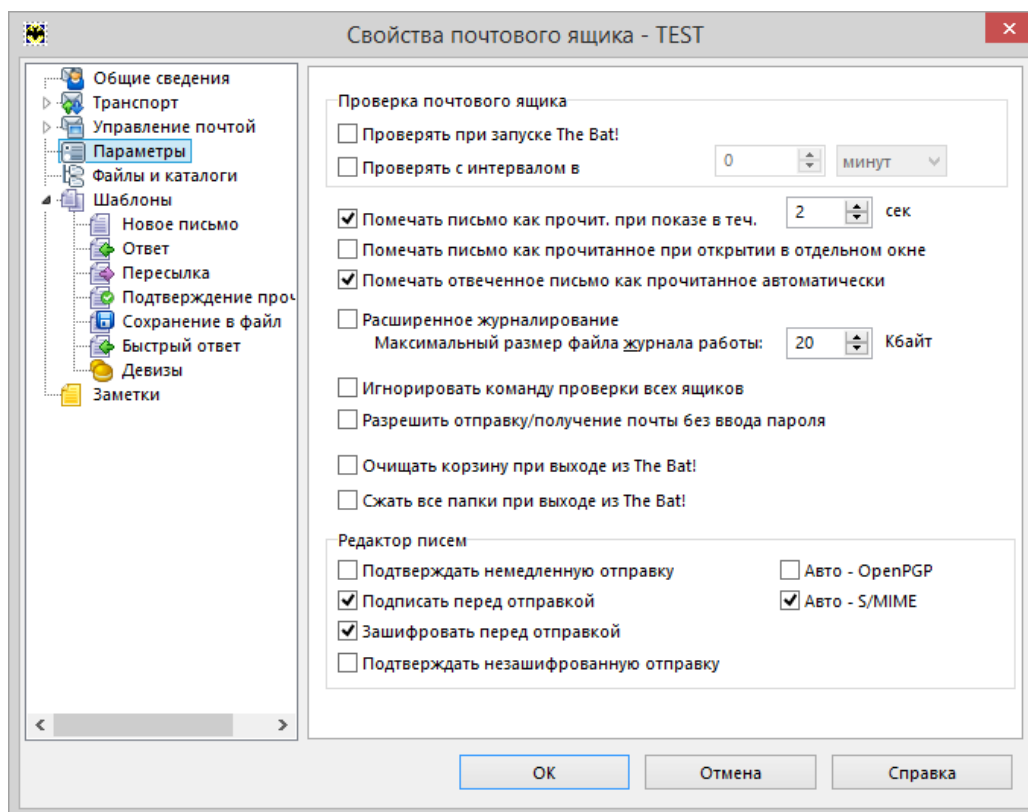 Свойства почтового ящика - TEST
Общие сведения
Транспорт
Управление почтой
Параметры
Файлы и каталоги
Шаблоны
Новое письмо
Ответ
Пересылка
Подтверждение проч
Сохранение в файл
Быстрый ответ
Девизы
Заметки
Проверка почтового ящика
Проверять при запуске The Bat!
Проверять с интервалом в 0 минут
Помечать письмо как прочит. при показе в теч. 2 сек
Помечать письмо как прочитанное при открытии в отдельном окне
Помечать отвеченное письмо как прочитанное автоматически
Расширенное журналирование
Максимальный размер файла журнала работы: 20 Кбайт
Игнорировать команду проверки всех ящиков
Разрешить отправку/получение почты без ввода пароля
Очищать корзину при выходе из The Bat!
Сжать все папки при выходе из The Bat!
Редактор писем
Подтверждать немедленную отправку
Авто - OpenPGP
Подписать перед отправкой
Авто - S/MIME
Зашифровать перед отправкой
Подтверждать незашифрованную отправку
ОК
Отмена
Справка